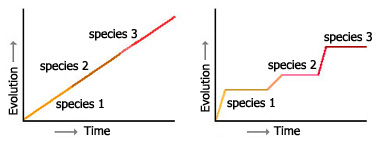 species 3
species 2
species 1
Evolution
Time
species 3
species 2
species 1
Evolution
Time